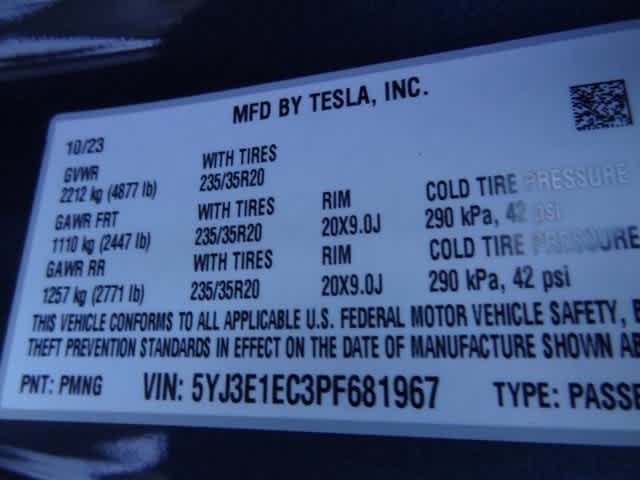 MFD BY TESLA, INC.
10/23
GVWR
2212 kg (4877 lb)
WITH TIRES
235/35R20
GAWR FRT
1110 kg (2447 lb)
WITH TIRES
235/35R20
RIM
20X9.0J
COLD TIRE PRESSURE
290 kPa, 42 psi
GAWR RR
1257 kg (2771 lb)
WITH TIRES
235/35R20
RIM
20X9.0J
COLD TIRE PRESSURE
290 kPa, 42 psi
THIS VEHICLE CONFORMS TO ALL APPLICABLE U.S. FEDERAL MOTOR VEHICLE SAFETY,
THEFT PREVENTION STANDARDS IN EFFECT ON THE DATE OF MANUFACTURE SHOWN AB
PNT: PMNG VIN: 5YJ3E1EC3PF681967 TYPE: PASSE